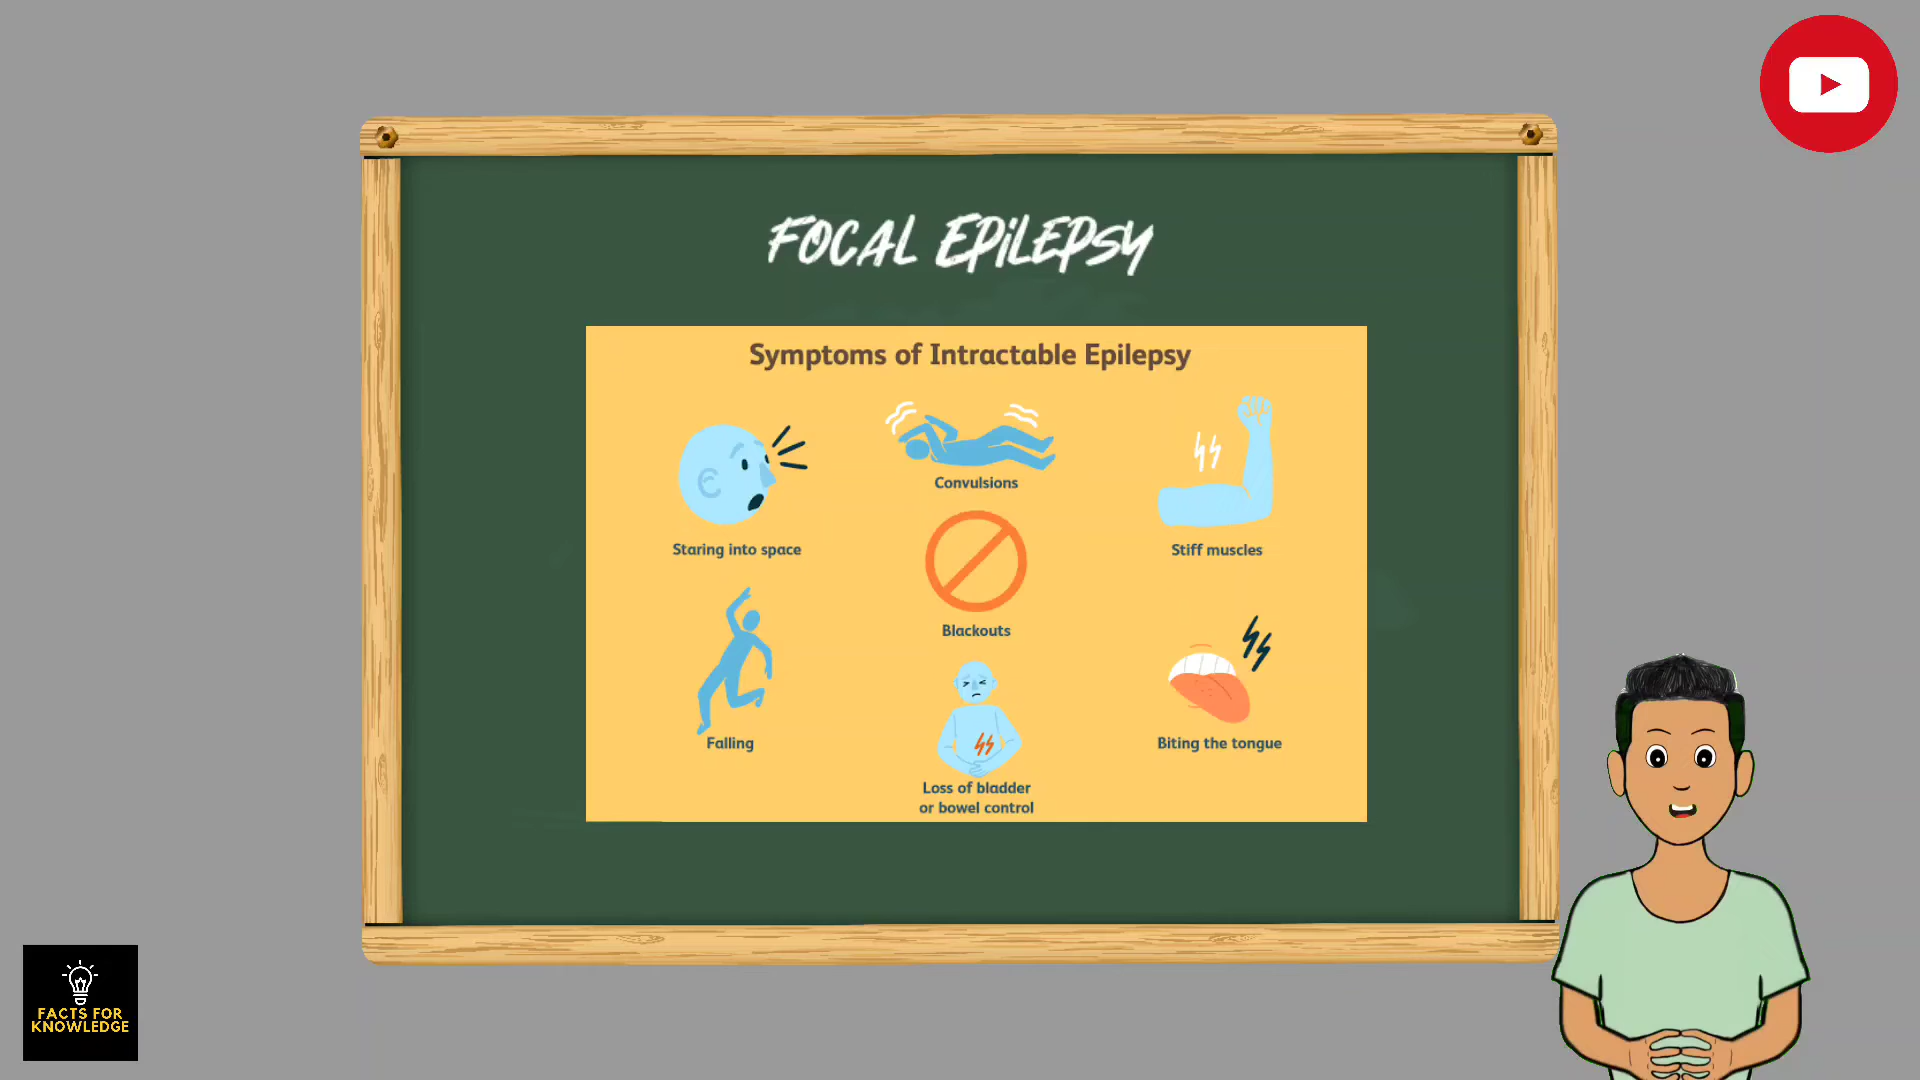 FOCAL EPILEPSY
Symptoms of Intractable Epilepsy
Convulsions
Staring into space
Stiff muscles
Blackouts
Falling
Biting the tongue
Loss of bladder
or bowel control
FACTS FOR
KNOWLEDGE